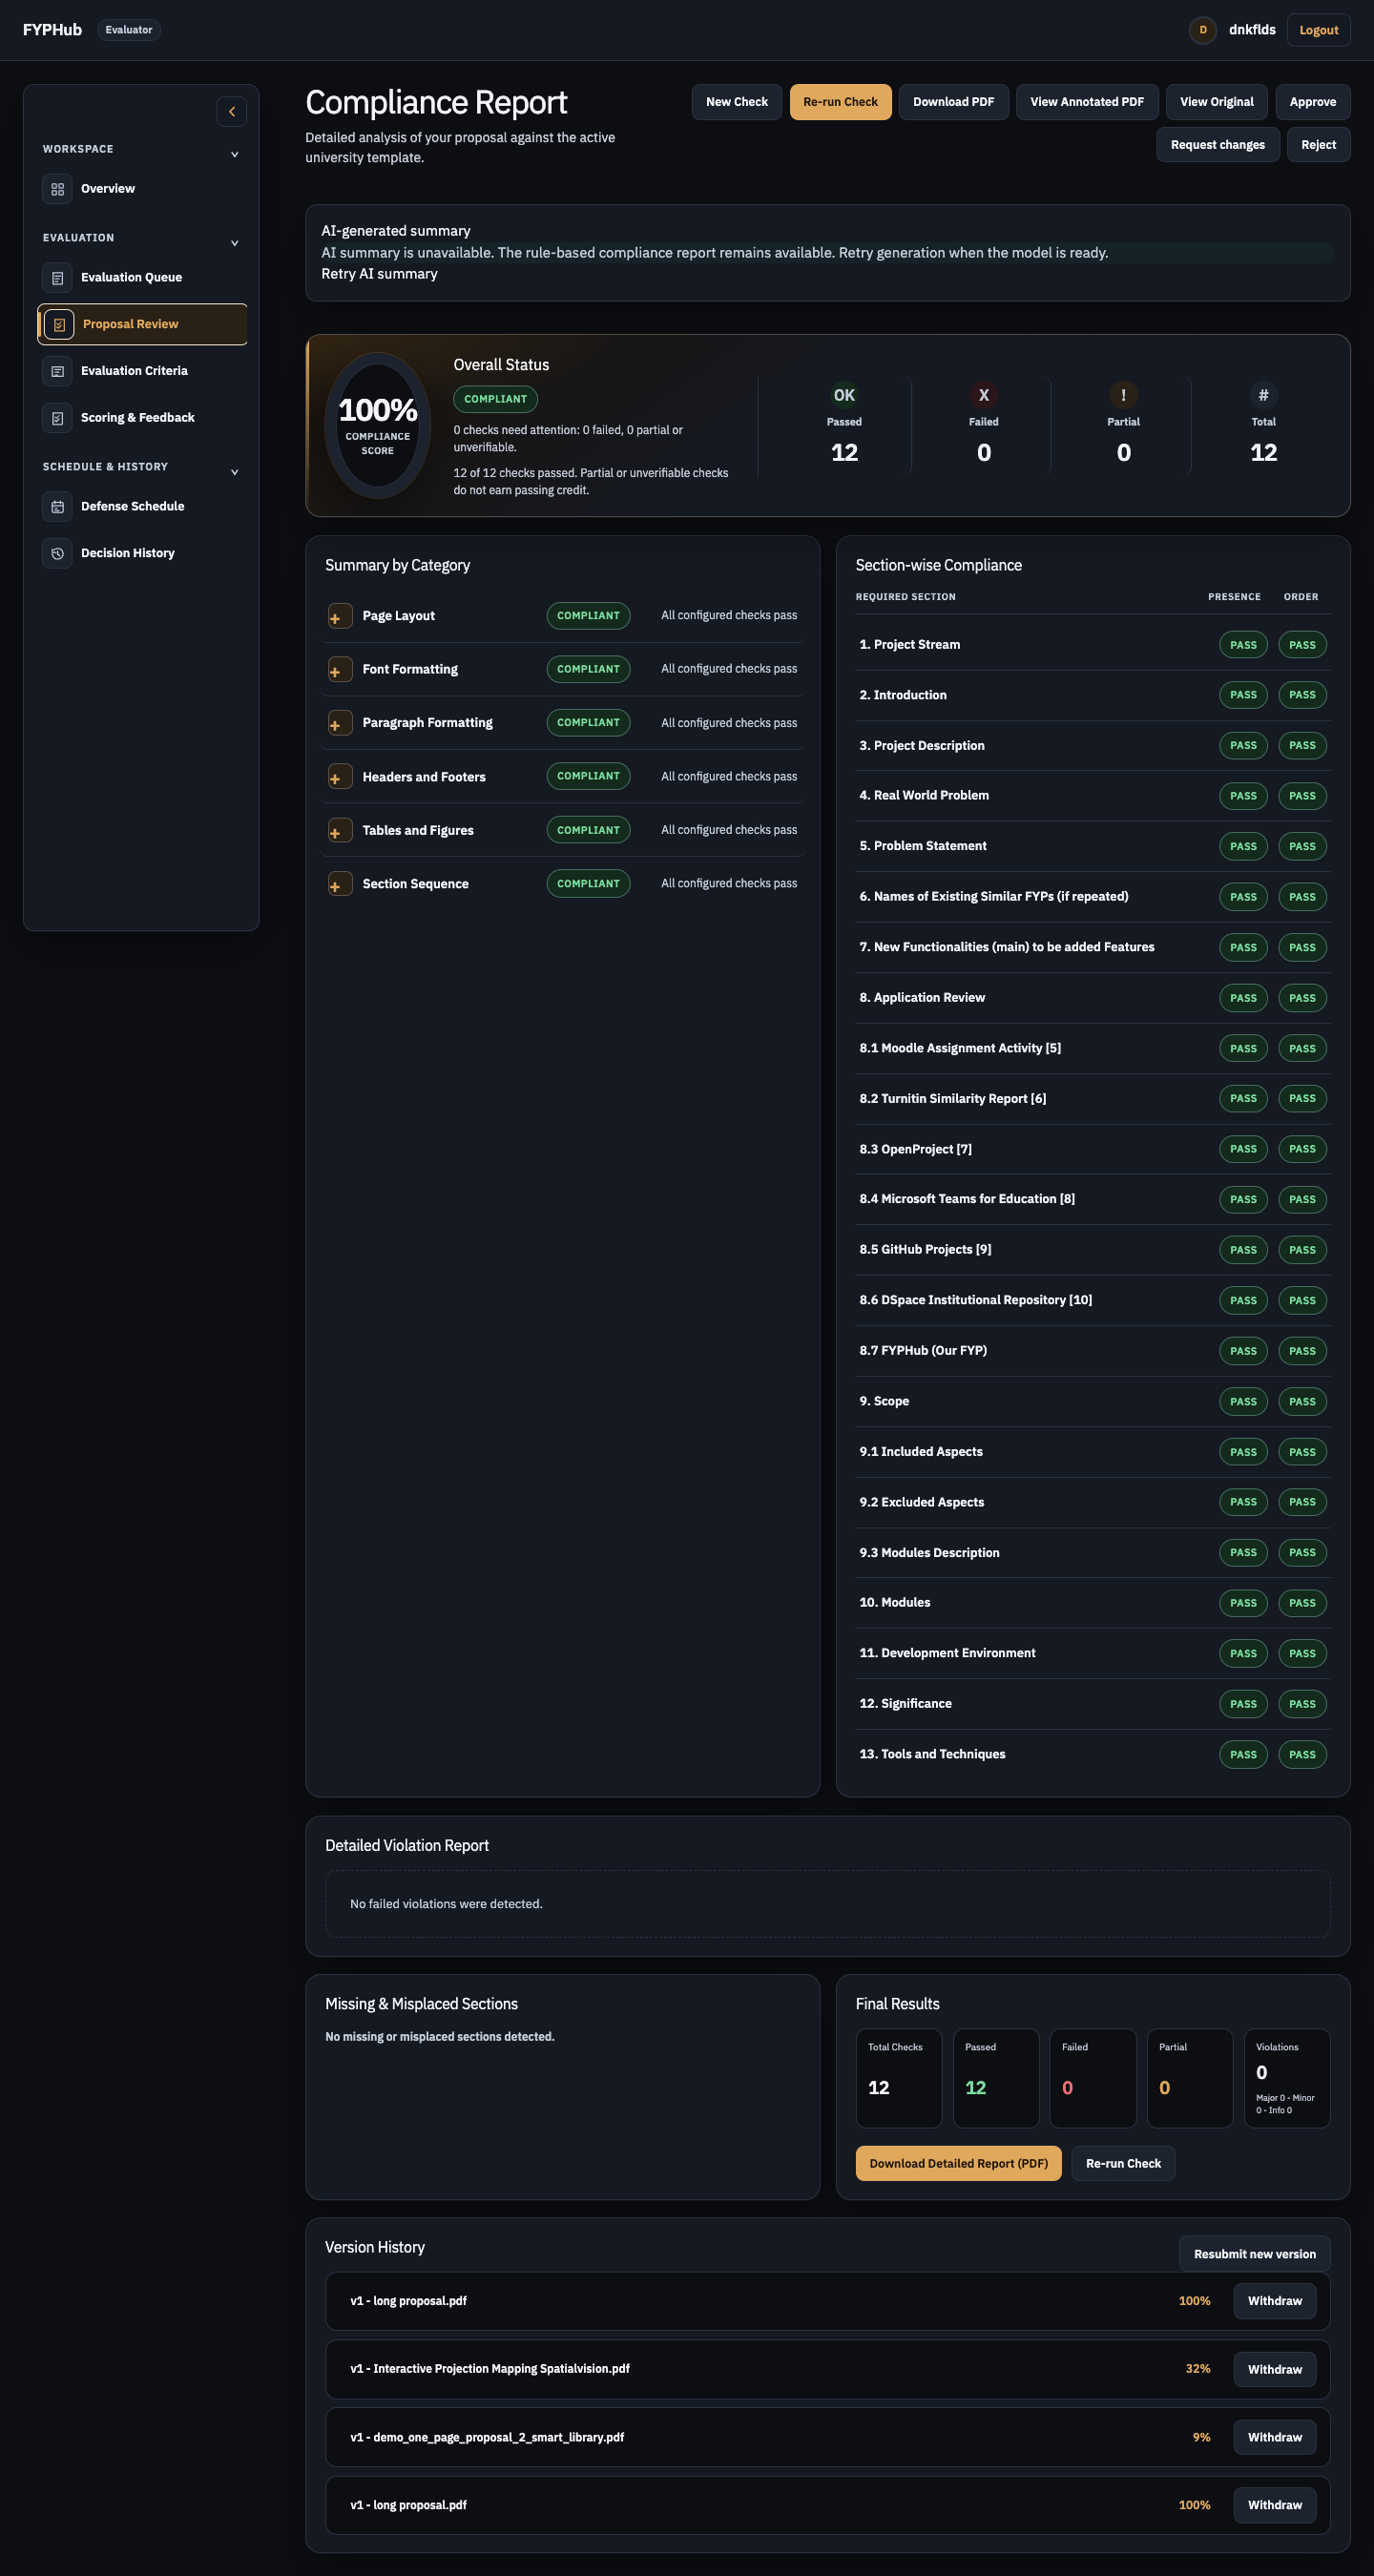 FYPHub
Evaluator
D
dnkflds
Logout
WORKSPACE
Overview
EVALUATION
Evaluation Queue
Proposal Review
Evaluation Criteria
Scoring & Feedback
SCHEDULE & HISTORY
Defense Schedule
Decision History
Compliance Report
Detailed analysis of your proposal against the active
university template.
New Check
Re-run Check
Download PDF
View Annotated PDF
View Original
Approve
Request changes
Reject
AI-generated summary
AI summary is unavailable. The rule-based compliance report remains available. Retry generation when the model is ready.
Retry AI summary
100%
COMPLIANCE
SCORE
Overall Status
COMPLIANT
0 checks need attention: 0 failed, 0 partial or
unverifiable.
12 of 12 checks passed. Partial or unverifiable checks
do not earn passing credit.
OK
Passed
12
X
Failed
0
!
Partial
0
#
Total
12
Summary by Category
+ Page Layout COMPLIANT All configured checks pass
+ Font Formatting COMPLIANT All configured checks pass
+ Paragraph Formatting COMPLIANT All configured checks pass
+ Headers and Footers COMPLIANT All configured checks pass
+ Tables and Figures COMPLIANT All configured checks pass
+ Section Sequence COMPLIANT All configured checks pass
Section-wise Compliance
REQUIRED SECTION PRESENCE ORDER
1. Project Stream PASS PASS
2. Introduction PASS PASS
3. Project Description PASS PASS
4. Real World Problem PASS PASS
5. Problem Statement PASS PASS
6. Names of Existing Similar FYPs (if repeated) PASS PASS
7. New Functionalities (main) to be added Features PASS PASS
8. Application Review PASS PASS
8.1 Moodle Assignment Activity [5] PASS PASS
8.2 Turnitin Similarity Report [6] PASS PASS
8.3 OpenProject [7] PASS PASS
8.4 Microsoft Teams for Education [8] PASS PASS
8.5 GitHub Projects [9] PASS PASS
8.6 DSpace Institutional Repository [10] PASS PASS
8.7 FYPHub (Our FYP) PASS PASS
9. Scope PASS PASS
9.1 Included Aspects PASS PASS
9.2 Excluded Aspects PASS PASS
9.3 Modules Description PASS PASS
10. Modules PASS PASS
11. Development Environment PASS PASS
12. Significance PASS PASS
13. Tools and Techniques PASS PASS
Detailed Violation Report
No failed violations were detected.
Missing & Misplaced Sections
No missing or misplaced sections detected.
Final Results
Total Checks
12
Passed
12
Failed
0
Partial
0
Violations
0
Major 0 - Minor
0 - Info 0
Download Detailed Report (PDF)
Re-run Check
Version History
Resubmit new version
v1 - long proposal.pdf 100% Withdraw
v1 - Interactive Projection Mapping Spatialvision.pdf 32% Withdraw
v1 - demo_one_page_proposal_2_smart_library.pdf 9% Withdraw
v1 - long proposal.pdf 100% Withdraw